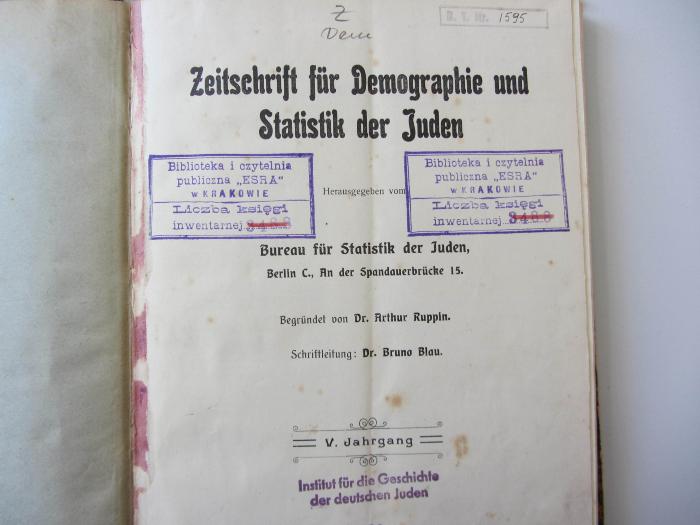 Z
Dem
B. V. Nr. 1595
Zeitschrift für Demographie und
Statistik der Juden
Biblioteka i czytelnia
publiczna „ESRA"
w KRAKOWIE
Liczba księgi
inwentarnej 3488
Herausgegeben vom
Biblioteka i czytelnia
publiczna „ESRA"
w KRAKOWIE
Liczba księgi
inwentarnej 3488
Bureau für Statistik der Juden,
Berlin C., An der Spandauerbrücke 15.
Begründet von Dr. Arthur Ruppin.
Schriftleitung: Dr. Bruno Blau.
V. Jahrgang
Institut für die Geschichte
der deutschen Juden